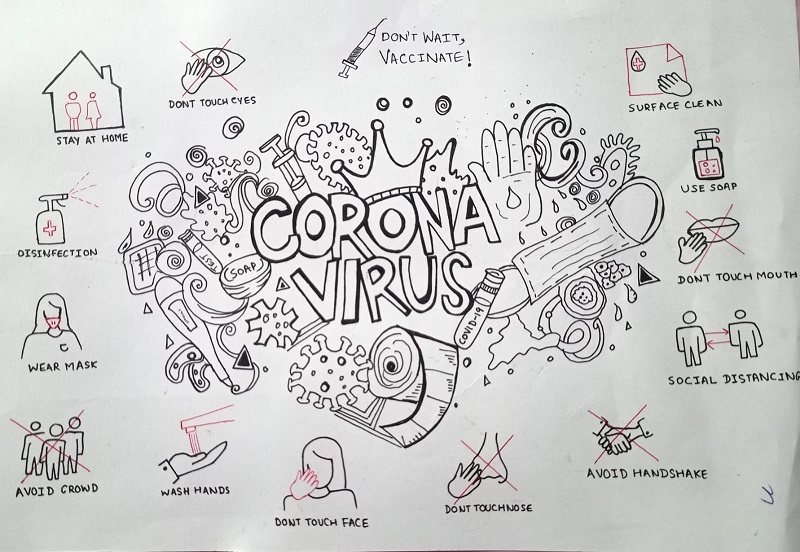 DON'T WAIT,
VACCINATE!
STAY AT HOME
DONT TOUCH EYES
SURFACE CLEAN
USE SOAP
DISINFECTION
DONT TOUCH MOUTH
WEAR MASK
SOCIAL DISTANCING
CORONA
VIRUS
TEST
SOAP
COVID-19
AVOID CROWD
WASH HANDS
DONT TOUCH FACE
DONT TOUCH NOSE
AVOID HANDSHAKE